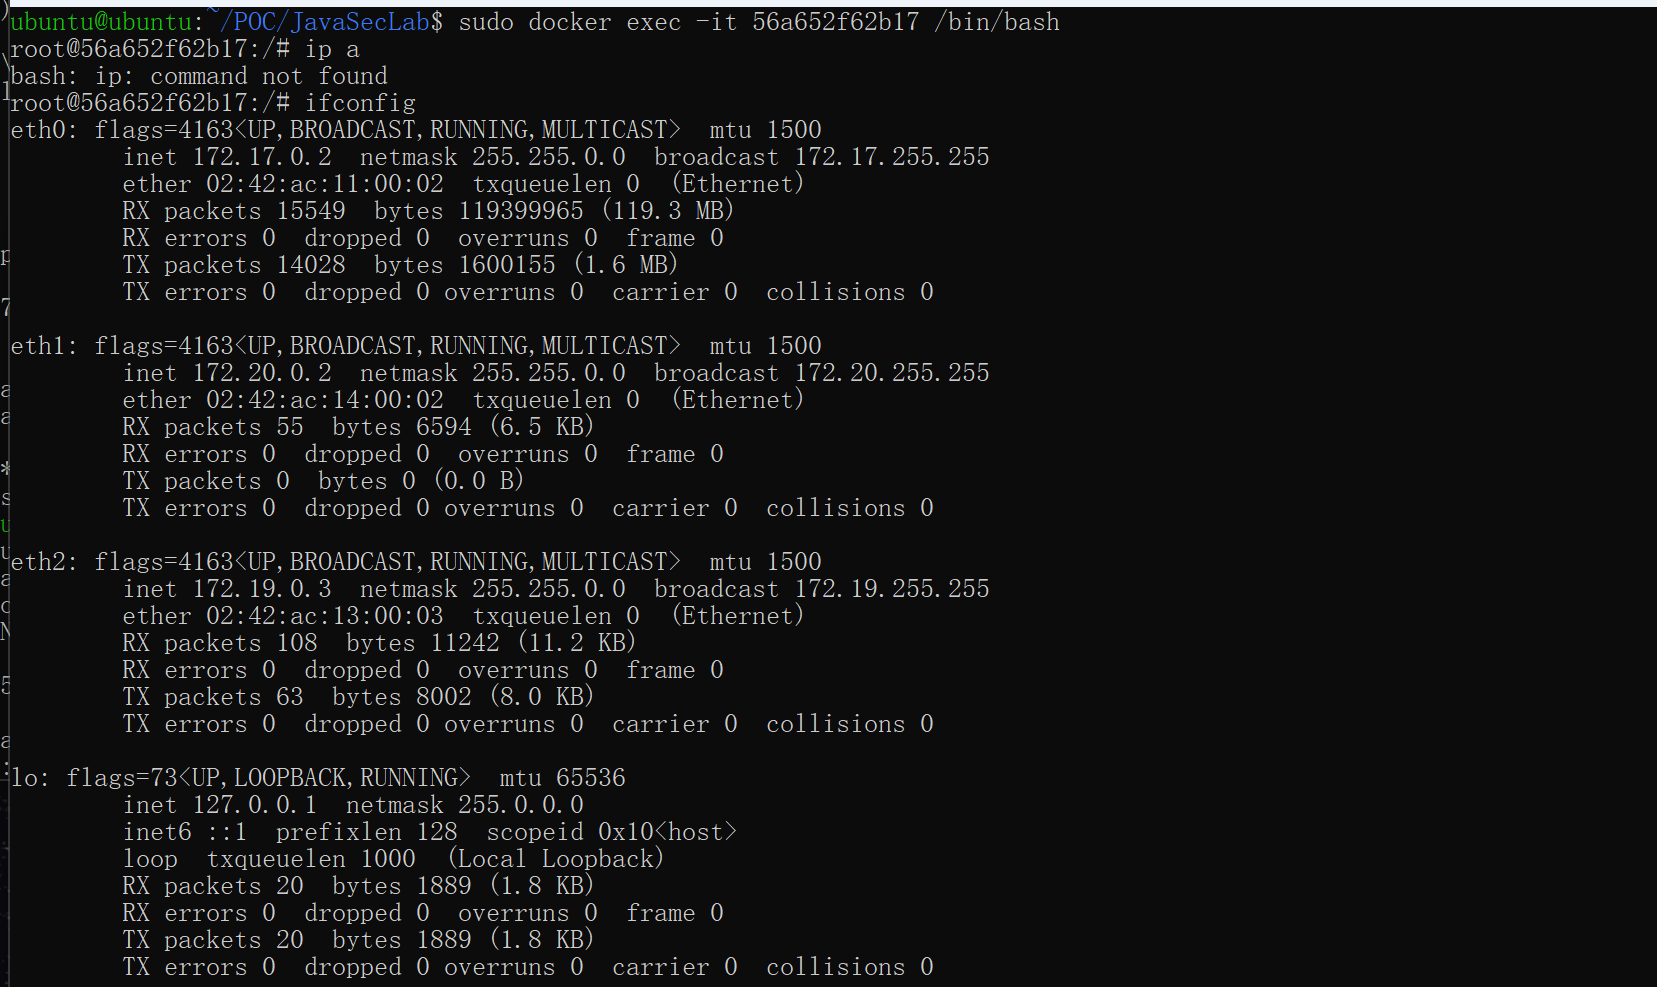 ubuntu@ubuntu:~/POC/JavaSecLab$ sudo docker exec -it 56a652f62b17 /bin/bash
root@56a652f62b17:/# ip a
bash: ip: command not found
root@56a652f62b17:/# ifconfig
eth0: flags=4163<UP,BROADCAST,RUNNING,MULTICAST>  mtu 1500
        inet 172.17.0.2  netmask 255.255.0.0  broadcast 172.17.255.255
        ether 02:42:ac:11:00:02  txqueuelen 0  (Ethernet)
        RX packets 15549  bytes 119399965 (119.3 MB)
        RX errors 0  dropped 0  overruns 0  frame 0
        TX packets 14028  bytes 1600155 (1.6 MB)
        TX errors 0  dropped 0 overruns 0  carrier 0  collisions 0

eth1: flags=4163<UP,BROADCAST,RUNNING,MULTICAST>  mtu 1500
        inet 172.20.0.2  netmask 255.255.0.0  broadcast 172.20.255.255
        ether 02:42:ac:14:00:02  txqueuelen 0  (Ethernet)
        RX packets 55  bytes 6594 (6.5 KB)
        RX errors 0  dropped 0  overruns 0  frame 0
        TX packets 0  bytes 0 (0.0 B)
        TX errors 0  dropped 0 overruns 0  carrier 0  collisions 0

eth2: flags=4163<UP,BROADCAST,RUNNING,MULTICAST>  mtu 1500
        inet 172.19.0.3  netmask 255.255.0.0  broadcast 172.19.255.255
        ether 02:42:ac:13:00:03  txqueuelen 0  (Ethernet)
        RX packets 108  bytes 11242 (11.2 KB)
        RX errors 0  dropped 0  overruns 0  frame 0
        TX packets 63  bytes 8002 (8.0 KB)
        TX errors 0  dropped 0 overruns 0  carrier 0  collisions 0

lo: flags=73<UP,LOOPBACK,RUNNING>  mtu 65536
        inet 127.0.0.1  netmask 255.0.0.0
        inet6 ::1  prefixlen 128  scopeid 0x10<host>
        loop  txqueuelen 1000  (Local Loopback)
        RX packets 20  bytes 1889 (1.8 KB)
        RX errors 0  dropped 0  overruns 0  frame 0
        TX packets 20  bytes 1889 (1.8 KB)
        TX errors 0  dropped 0 overruns 0  carrier 0  collisions 0